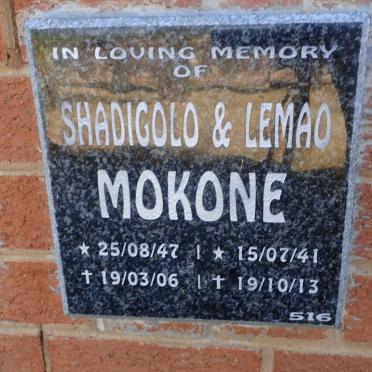 IN LOVING MEMORY
OF
SHADIGOLO & LEMAO
MOKONE
★ 25/08/47 | ★ 15/07/41
✝ 19/03/06 | ✝ 19/10/13
516